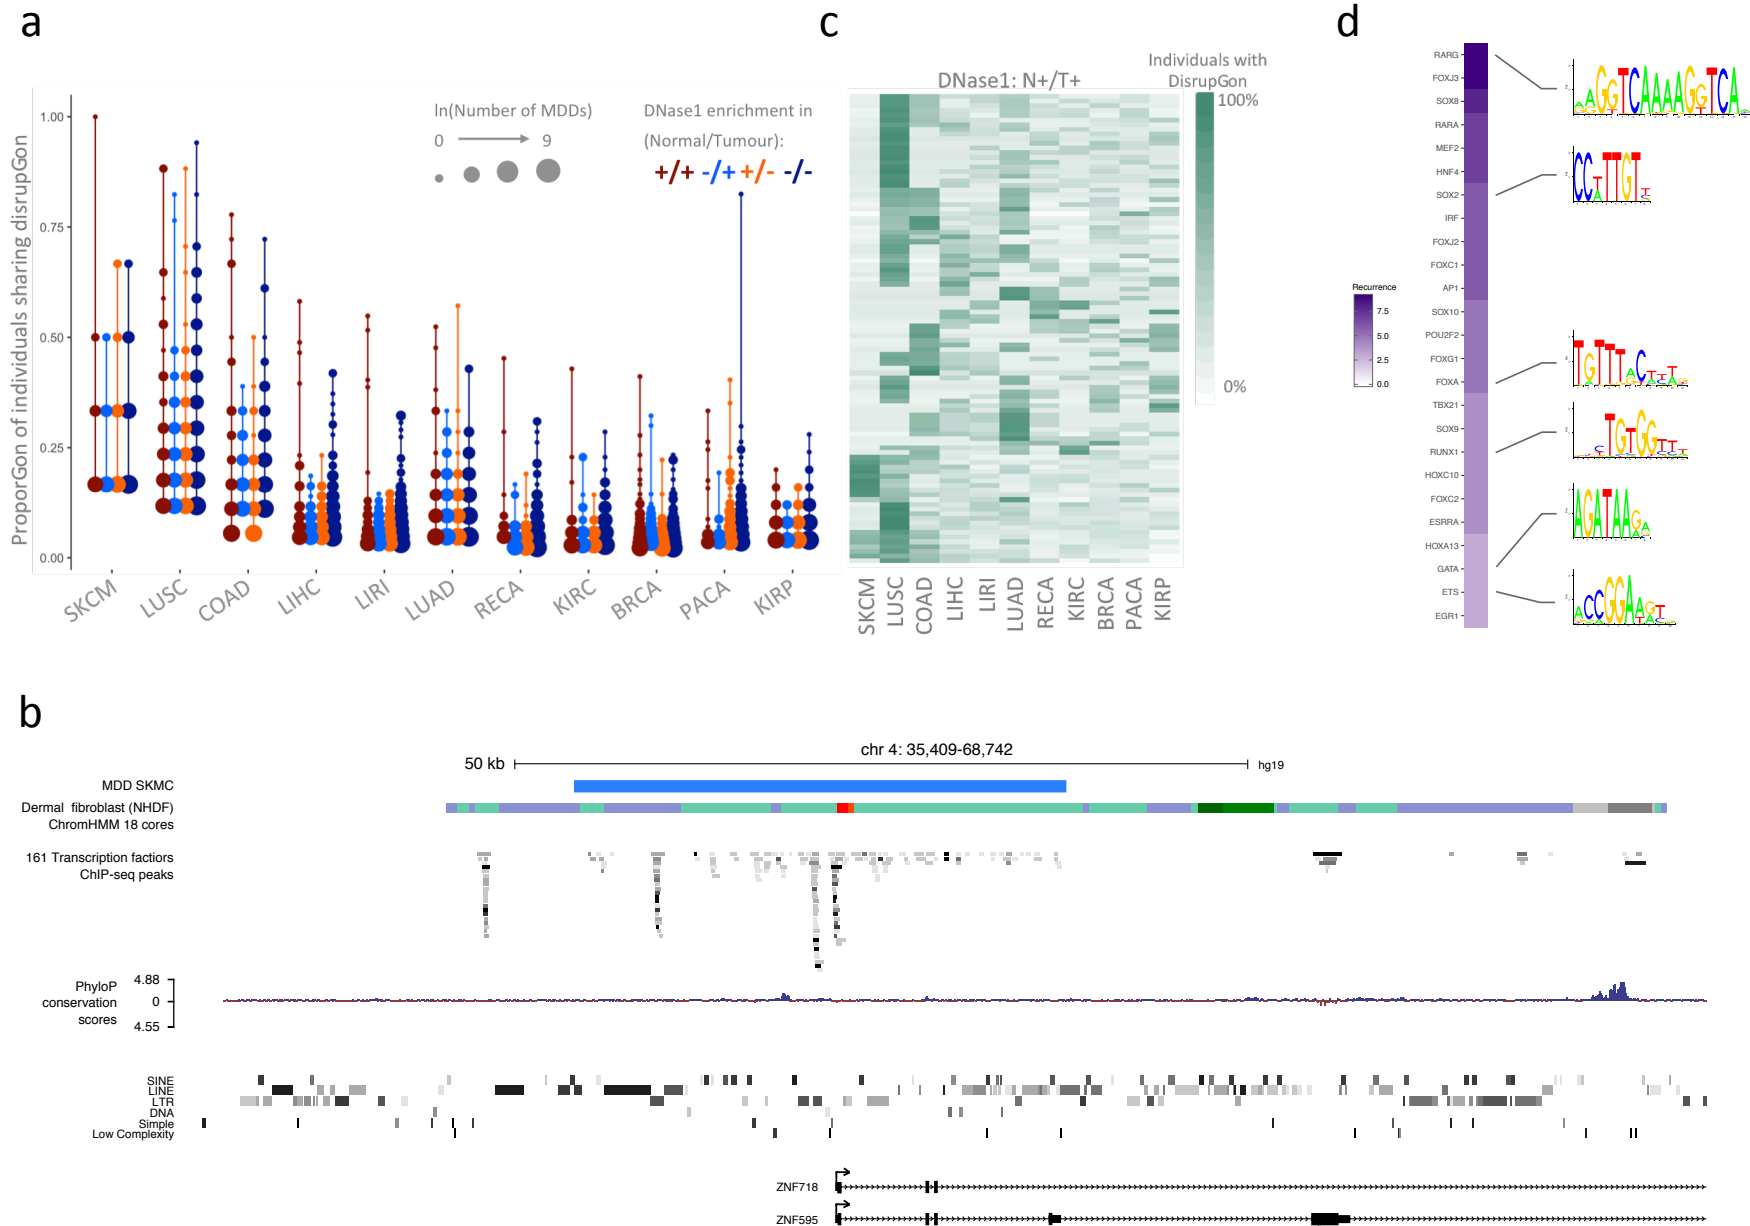 a
ProporGon of individuals sharing disrupGon
1.00
0.75
0.50
0.25
0.00
ln(Number of MDDs)
0 9
DNase1 enrichment in
(Normal/Tumour):
+/+ -/+ +/- -/-
SKCM LUSC COAD LIHC LIRI LUAD RECA KIRC BRCA PACA KIRP
c
DNase1: N+/T+
Individuals with
DisrupGon
100%
0%
SKCM LUSC COAD LIHC LIRI LUAD RECA KIRC BRCA PACA KIRP
d
RARG
FOXJ3
SOX8
RARA
MEF2
HNF4
SOX2
IRF
FOXJ2
FOXC1
AP1
SOX10
POU2F2
FOXG1
FOXA
TBX21
SOX9
RUNX1
HOXC10
FOXC2
ESRRA
HOXA13
GATA
ETS
EGR1
Recurrence
7.5
5.0
2.5
0.0
b
chr 4: 35,409-68,742
50 kb hg19
MDD SKMC
Dermal fibroblast (NHDF)
ChromHMM 18 cores
161 Transcription factiors
ChIP-seq peaks
PhyloP
conservation
scores
4.88
0
4.55
SINE
LINE
LTR
DNA
Simple
Low Complexity
ZNF718
ZNF595